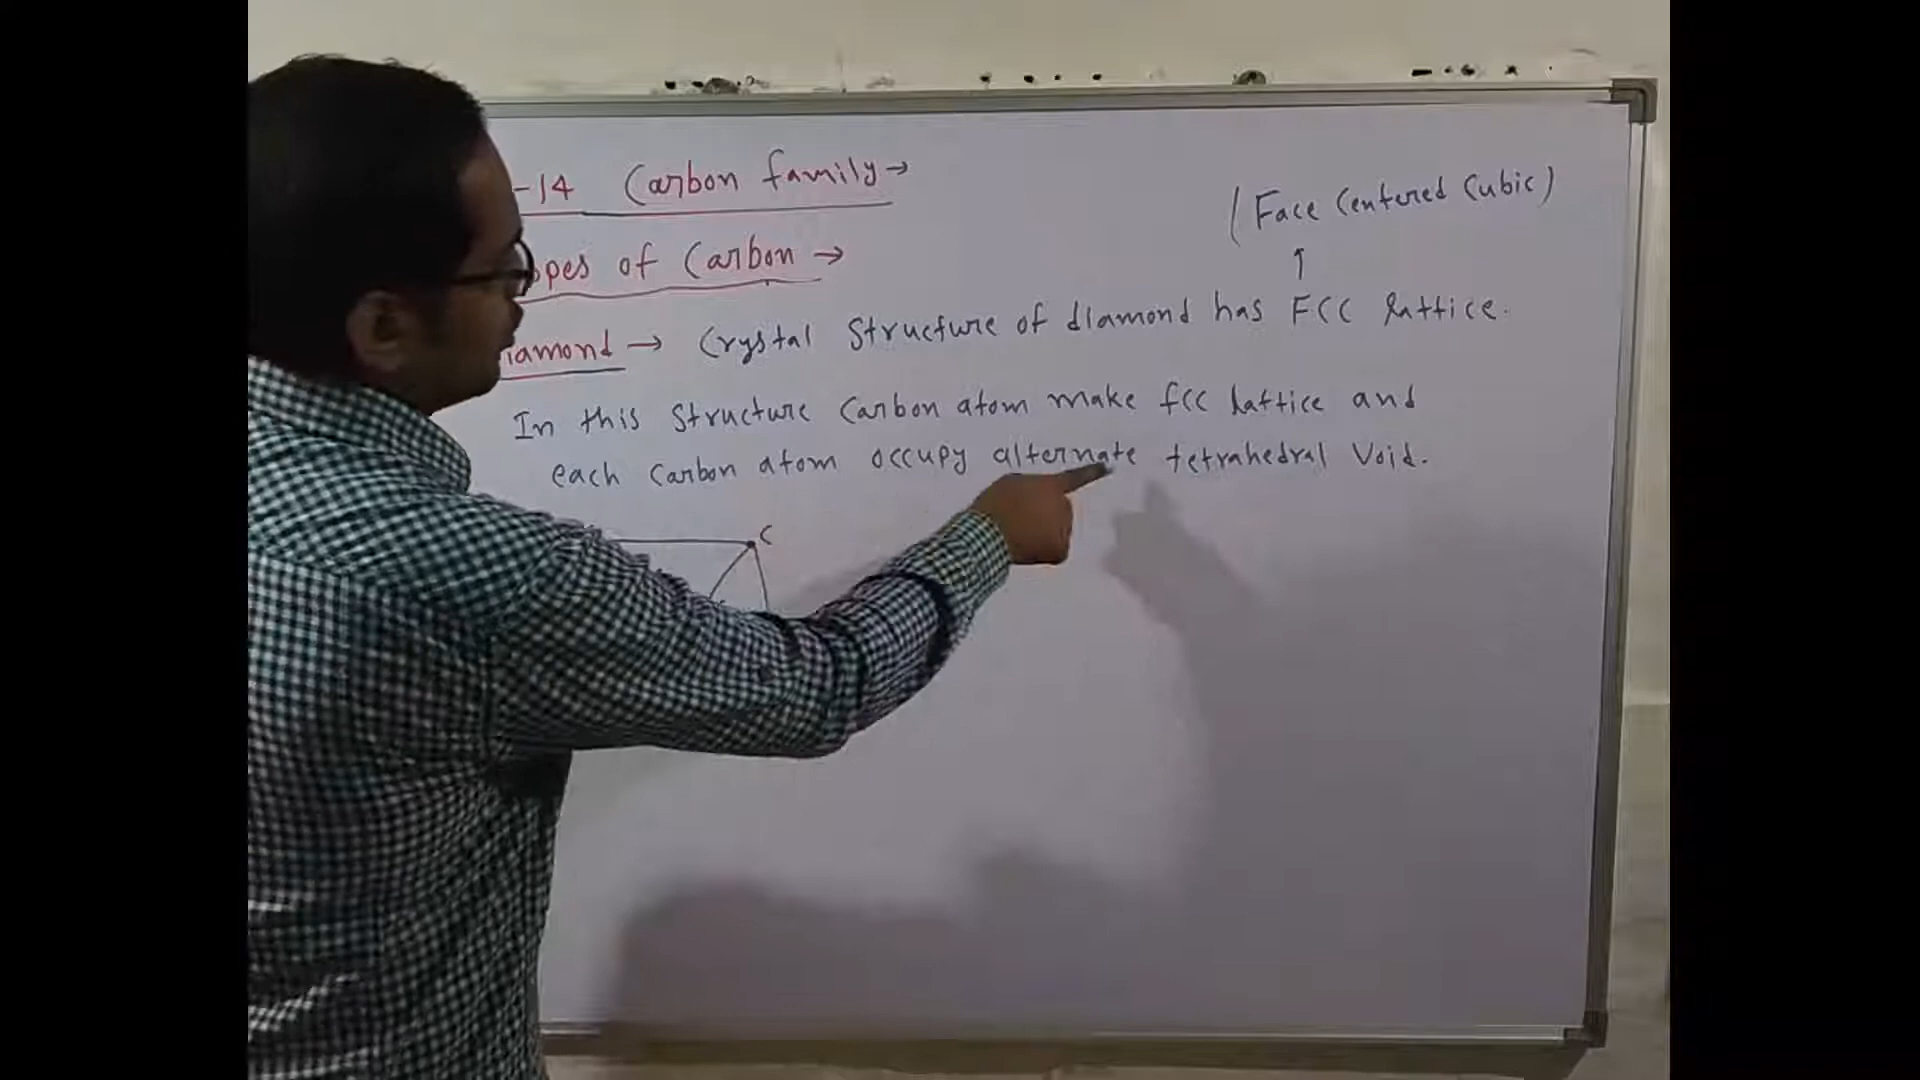 (Face Centered Cubic)
-14 Carbon family→
↑
opes of Carbon →
iamond → Crystal Structure of diamond has FCC lattice.
In this structure Carbon atom make fcc lattice and
each Carbon atom occupy alternate tetrahedral Void.
C